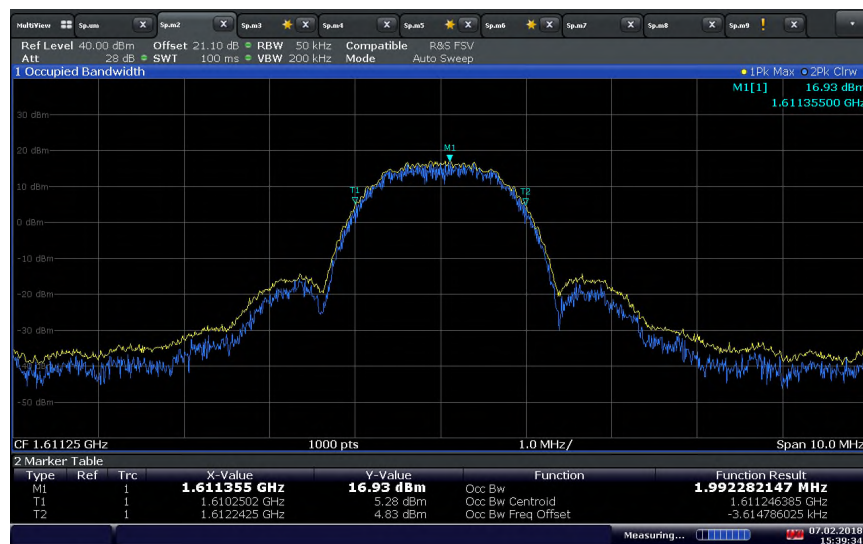 MultiView Sp.um X Sp.m2 X Sp.m3 X Sp.m4 X Sp.m5 X Sp.m6 X Sp.m7 X Sp.m8 X Sp.m9 ! X
Ref Level 40.00 dBm Offset 21.10 dB RBW 50 kHz Compatible R&S FSV
Att 28 dB SWT 100 ms VBW 200 kHz Mode Auto Sweep
1 Occupied Bandwidth 1Pk Max 2Pk Clrw
M1[1] 16.93 dBm
1.61135500 GHz
30 dBm
M1
20 dBm
T1 T2
10 dBm
0 dBm
-10 dBm
-20 dBm
-30 dBm
-50 dBm
CF 1.61125 GHz 1000 pts 1.0 MHz/ Span 10.0 MHz
2 Marker Table
Type Ref Trc X-Value Y-Value Function Function Result
M1 1 1.611355 GHz 16.93 dBm Occ Bw 1.992282147 MHz
T1 1 1.6102502 GHz 5.28 dBm Occ Bw Centroid 1.611246385 GHz
T2 1 1.6122425 GHz 4.83 dBm Occ Bw Freq Offset -3.614786025 kHz
Measuring... 07.02.2018
15:39:34